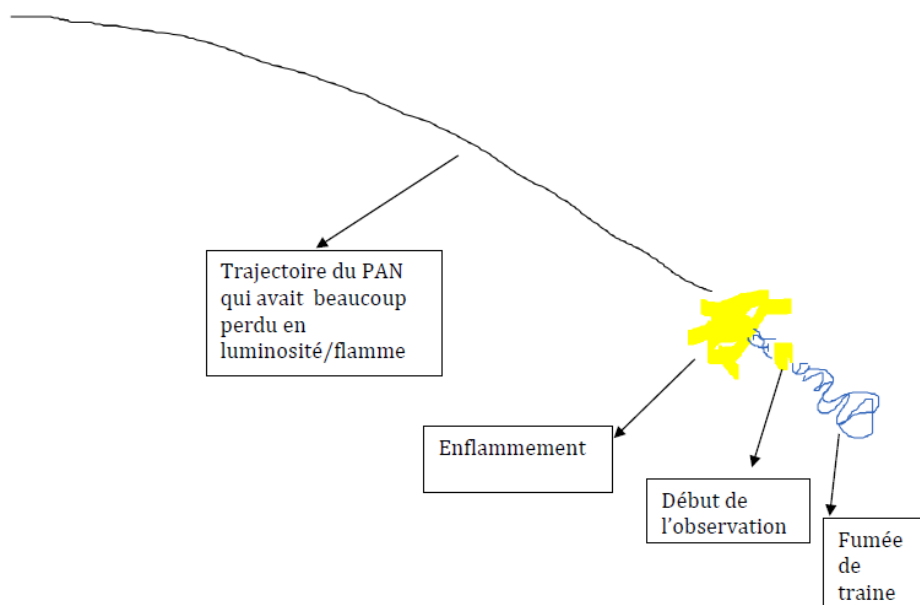 Trajectoire du PAN
qui avait beaucoup
perdu en
luminosité/flamme
Enflammement
Début de
l'observation
Fumée
de
traine